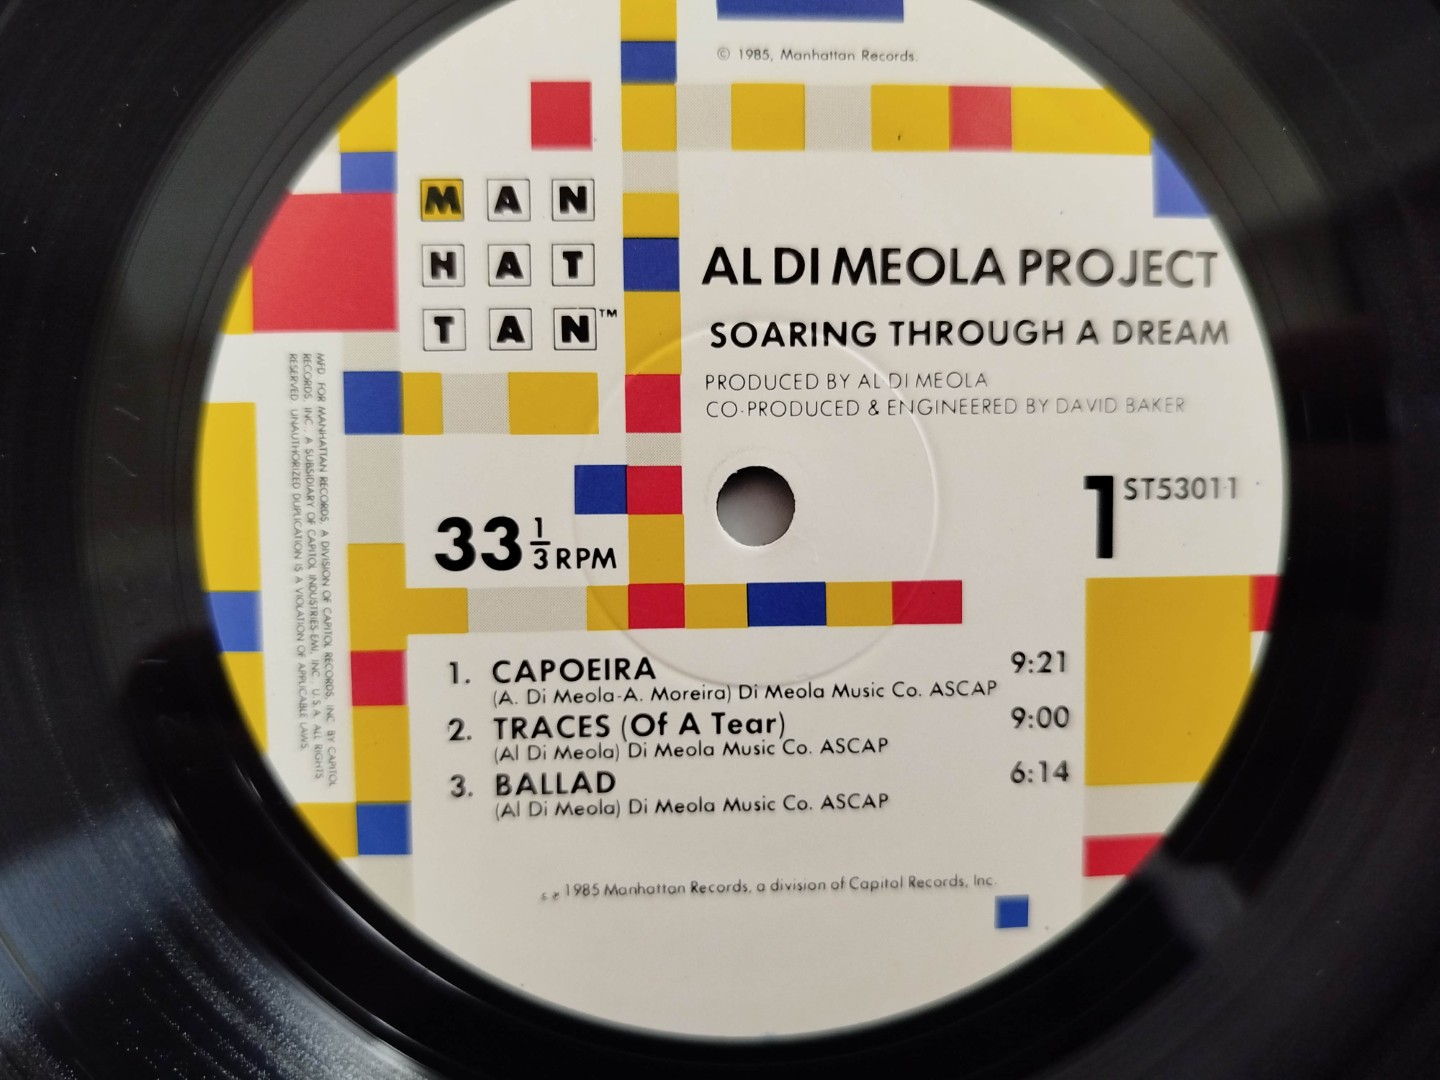 © 1985, Manhattan Records.
MAN
HAT
TAN™
AL DI MEOLA PROJECT
SOARING THROUGH A DREAM
PRODUCED BY AL DI MEOLA
CO-PRODUCED & ENGINEERED BY DAVID BAKER
1 ST53011
33 1/3 RPM
1. CAPOEIRA 9:21
(A. Di Meola-A. Moreira) Di Meola Music Co. ASCAP
2. TRACES (Of A Tear) 9:00
(Al Di Meola) Di Meola Music Co. ASCAP
3. BALLAD 6:14
(Al Di Meola) Di Meola Music Co. ASCAP
1985 Manhattan Records, a division of Capitol Records, Inc.
MFD FOR MANHATTAN RECORDS, A DIVISION OF CAPITOL RECORDS, INC BY CAPITOL
RECORDS, INC., A SUBSIDIARY OF CAPITOL INDUSTRIES-EMI, INC., U.S.A. ALL RIGHTS
RESERVED. UNAUTHORIZED DUPLICATION IS A VIOLATION OF APPLICABLE LAWS.